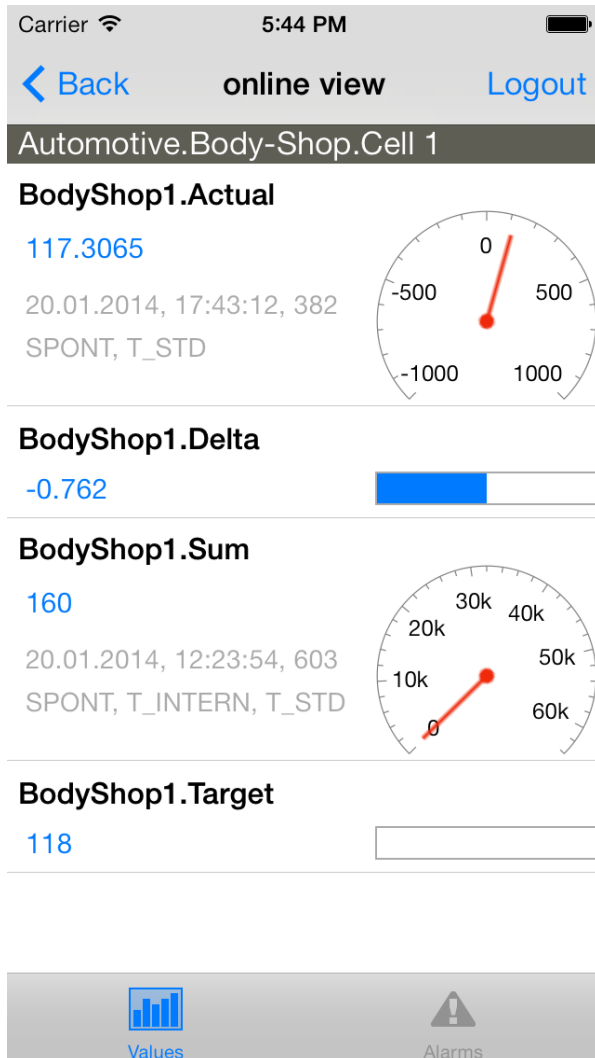 Carrier 5:44 PM
Back online view Logout
Automotive.Body-Shop.Cell 1
BodyShop1.Actual
117.3065
20.01.2014, 17:43:12, 382
SPONT, T_STD
0
-500 500
-1000 1000
BodyShop1.Delta
-0.762
BodyShop1.Sum
160
20.01.2014, 12:23:54, 603
SPONT, T_INTERN, T_STD
30k 40k
20k
50k
10k
60k
0
BodyShop1.Target
118
Values Alarms